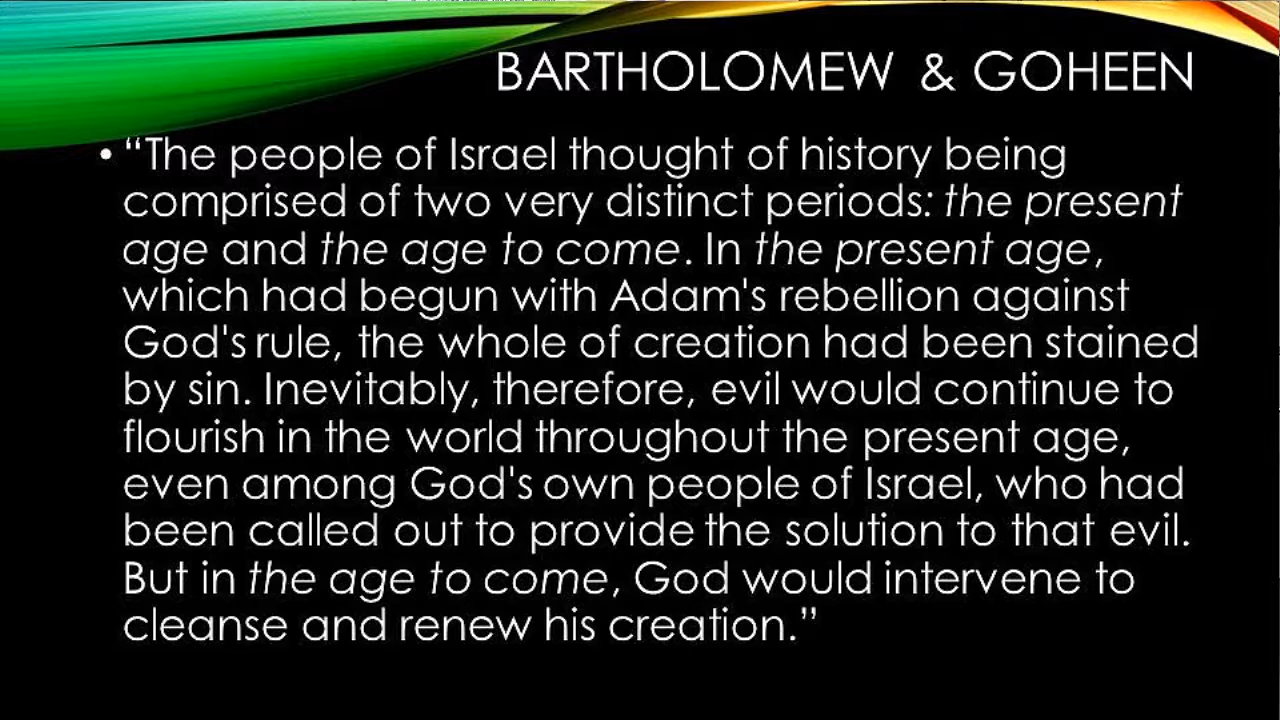 BARTHOLOMEW & GOHEEN
• “The people of Israel thought of history being
comprised of two very distinct periods: the present
age and the age to come. In the present age,
which had begun with Adam's rebellion against
God's rule, the whole of creation had been stained
by sin. Inevitably, therefore, evil would continue to
flourish in the world throughout the present age,
even among God's own people of Israel, who had
been called out to provide the solution to that evil.
But in the age to come, God would intervene to
cleanse and renew his creation.”